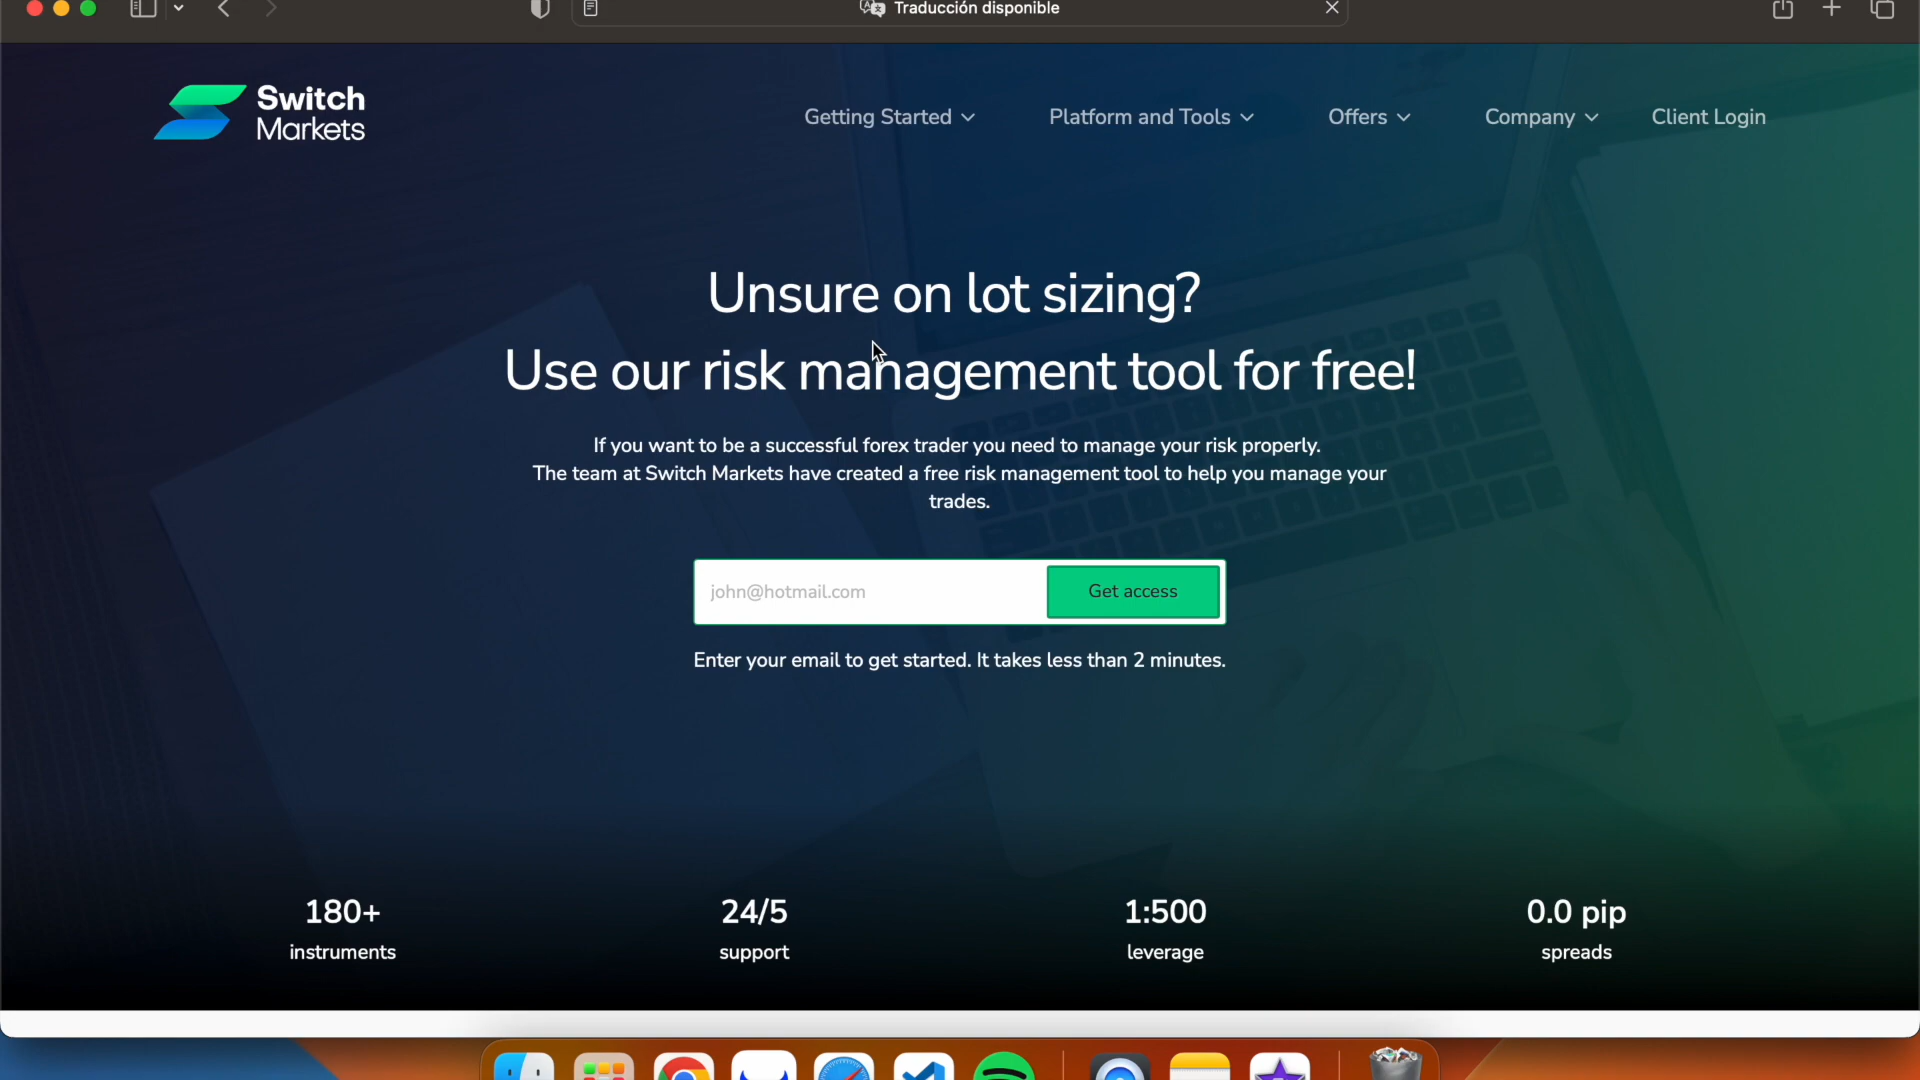 Traducción disponible
Switch
Markets
Getting Started
Platform and Tools
Offers
Company
Client Login
Unsure on lot sizing?
Use our risk management tool for free!
If you want to be a successful forex trader you need to manage your risk properly.
The team at Switch Markets have created a free risk management tool to help you manage your
trades.
john@hotmail.com
Get access
Enter your email to get started. It takes less than 2 minutes.
180+
24/5
1:500
0.0 pip
instruments
support
leverage
spreads